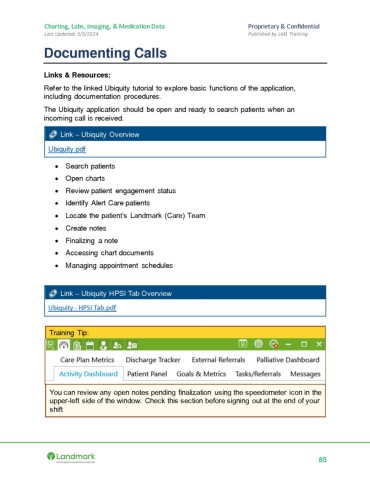 Charting, Labs, Imaging, & Medication Data
Proprietary & Confidential
Last Updated: 5/3/2024
Published by LM1 Training
Documenting Calls
Links & Resources:
Refer to the linked Ubiquity tutorial to explore basic functions of the application,
including documentation procedures.
The Ubiquity application should be open and ready to search patients when an
incoming call is received.
Link – Ubiquity Overview
Ubiquity.pdf
• Search patients
• Open charts
• Review patient engagement status
• Identify Alert Care patients
• Locate the patient's Landmark (Care) Team
• Create notes
• Finalizing a note
• Accessing chart documents
• Managing appointment schedules
Link – Ubiquity HPSI Tab Overview
Ubiquity - HPSI Tab.pdf
Training Tip:
Care Plan Metrics Discharge Tracker External Referrals Palliative Dashboard
Activity Dashboard Patient Panel Goals & Metrics Tasks/Referrals Messages
You can review any open notes pending finalization using the speedometer icon in the
upper-left side of the window. Check this section before signing out at the end of your
shift
Landmark
85